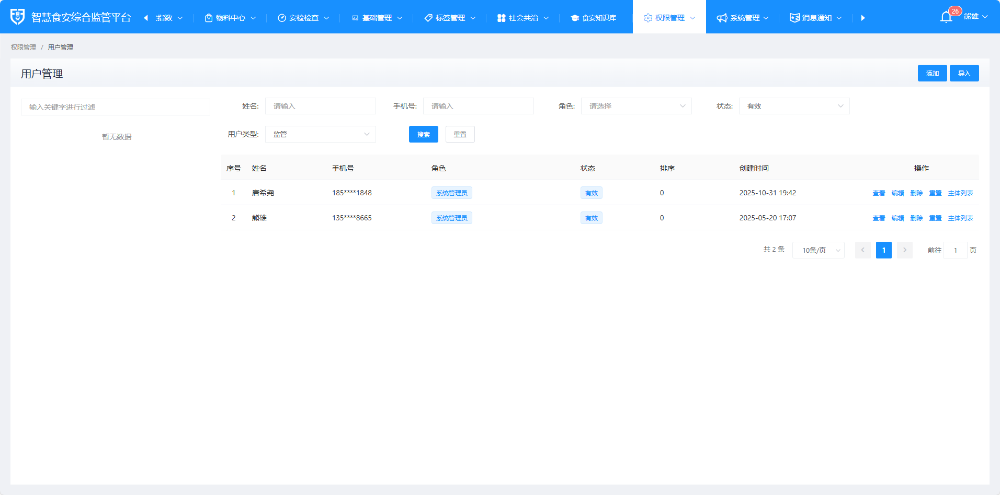 智慧食安综合监管平台 指数 物料中心 安检检查 基础管理 标签管理 社会共治 食安知识库 权限管理 系统管理 消息通知 26 熊雄
权限管理 / 用户管理
用户管理 添加 导入
输入关键字进行过滤
暂无数据
姓名: 请输入 手机号: 请输入 角色: 请选择 状态: 有效
用户类型: 监管 搜索 重置
序号 姓名 手机号 角色 状态 排序 创建时间 操作
1 唐希尧 185****1848 系统管理员 有效 0 2025-10-31 19:42 查看 编辑 删除 重置 主体列表
2 熊雄 135****8665 系统管理员 有效 0 2025-05-20 17:07 查看 编辑 删除 重置 主体列表
共 2 条 10条/页 1 前往 1 页